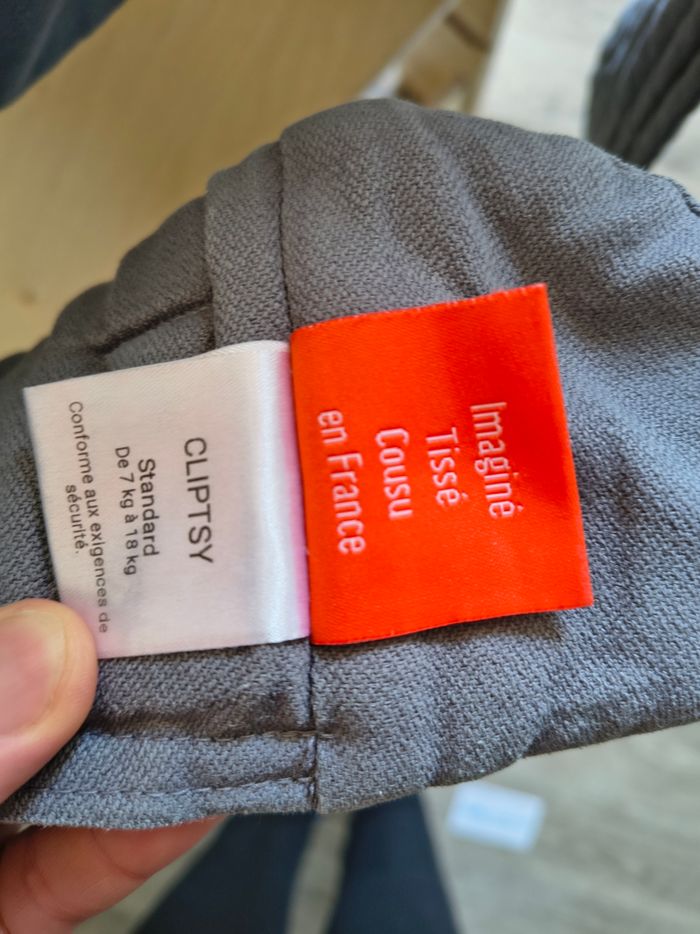 CLIPTSY
Standard
De 7 kg à 18 kg
Conforme aux exigences de
sécurité.
Imaginé
Tissé
Cousu
en France